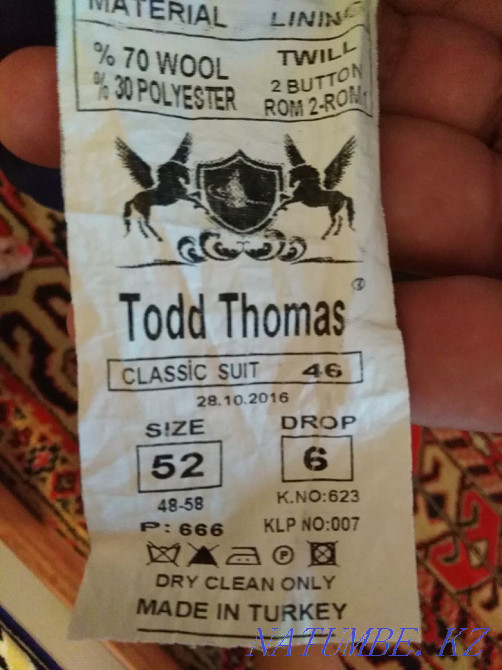 MATERIAL LINING
% 70 WOOL TWILL
% 30 POLYESTER 2 BUTTON
ROM 2-ROM1
Todd Thomas ®
CLASSİC SUIT 46
28.10.2016
SIZE DROP
52 6
48-58 K.NO:623
P: 666 KLP NO:007
DRY CLEAN ONLY
MADE IN TURKEY
NATUMBE.KZ